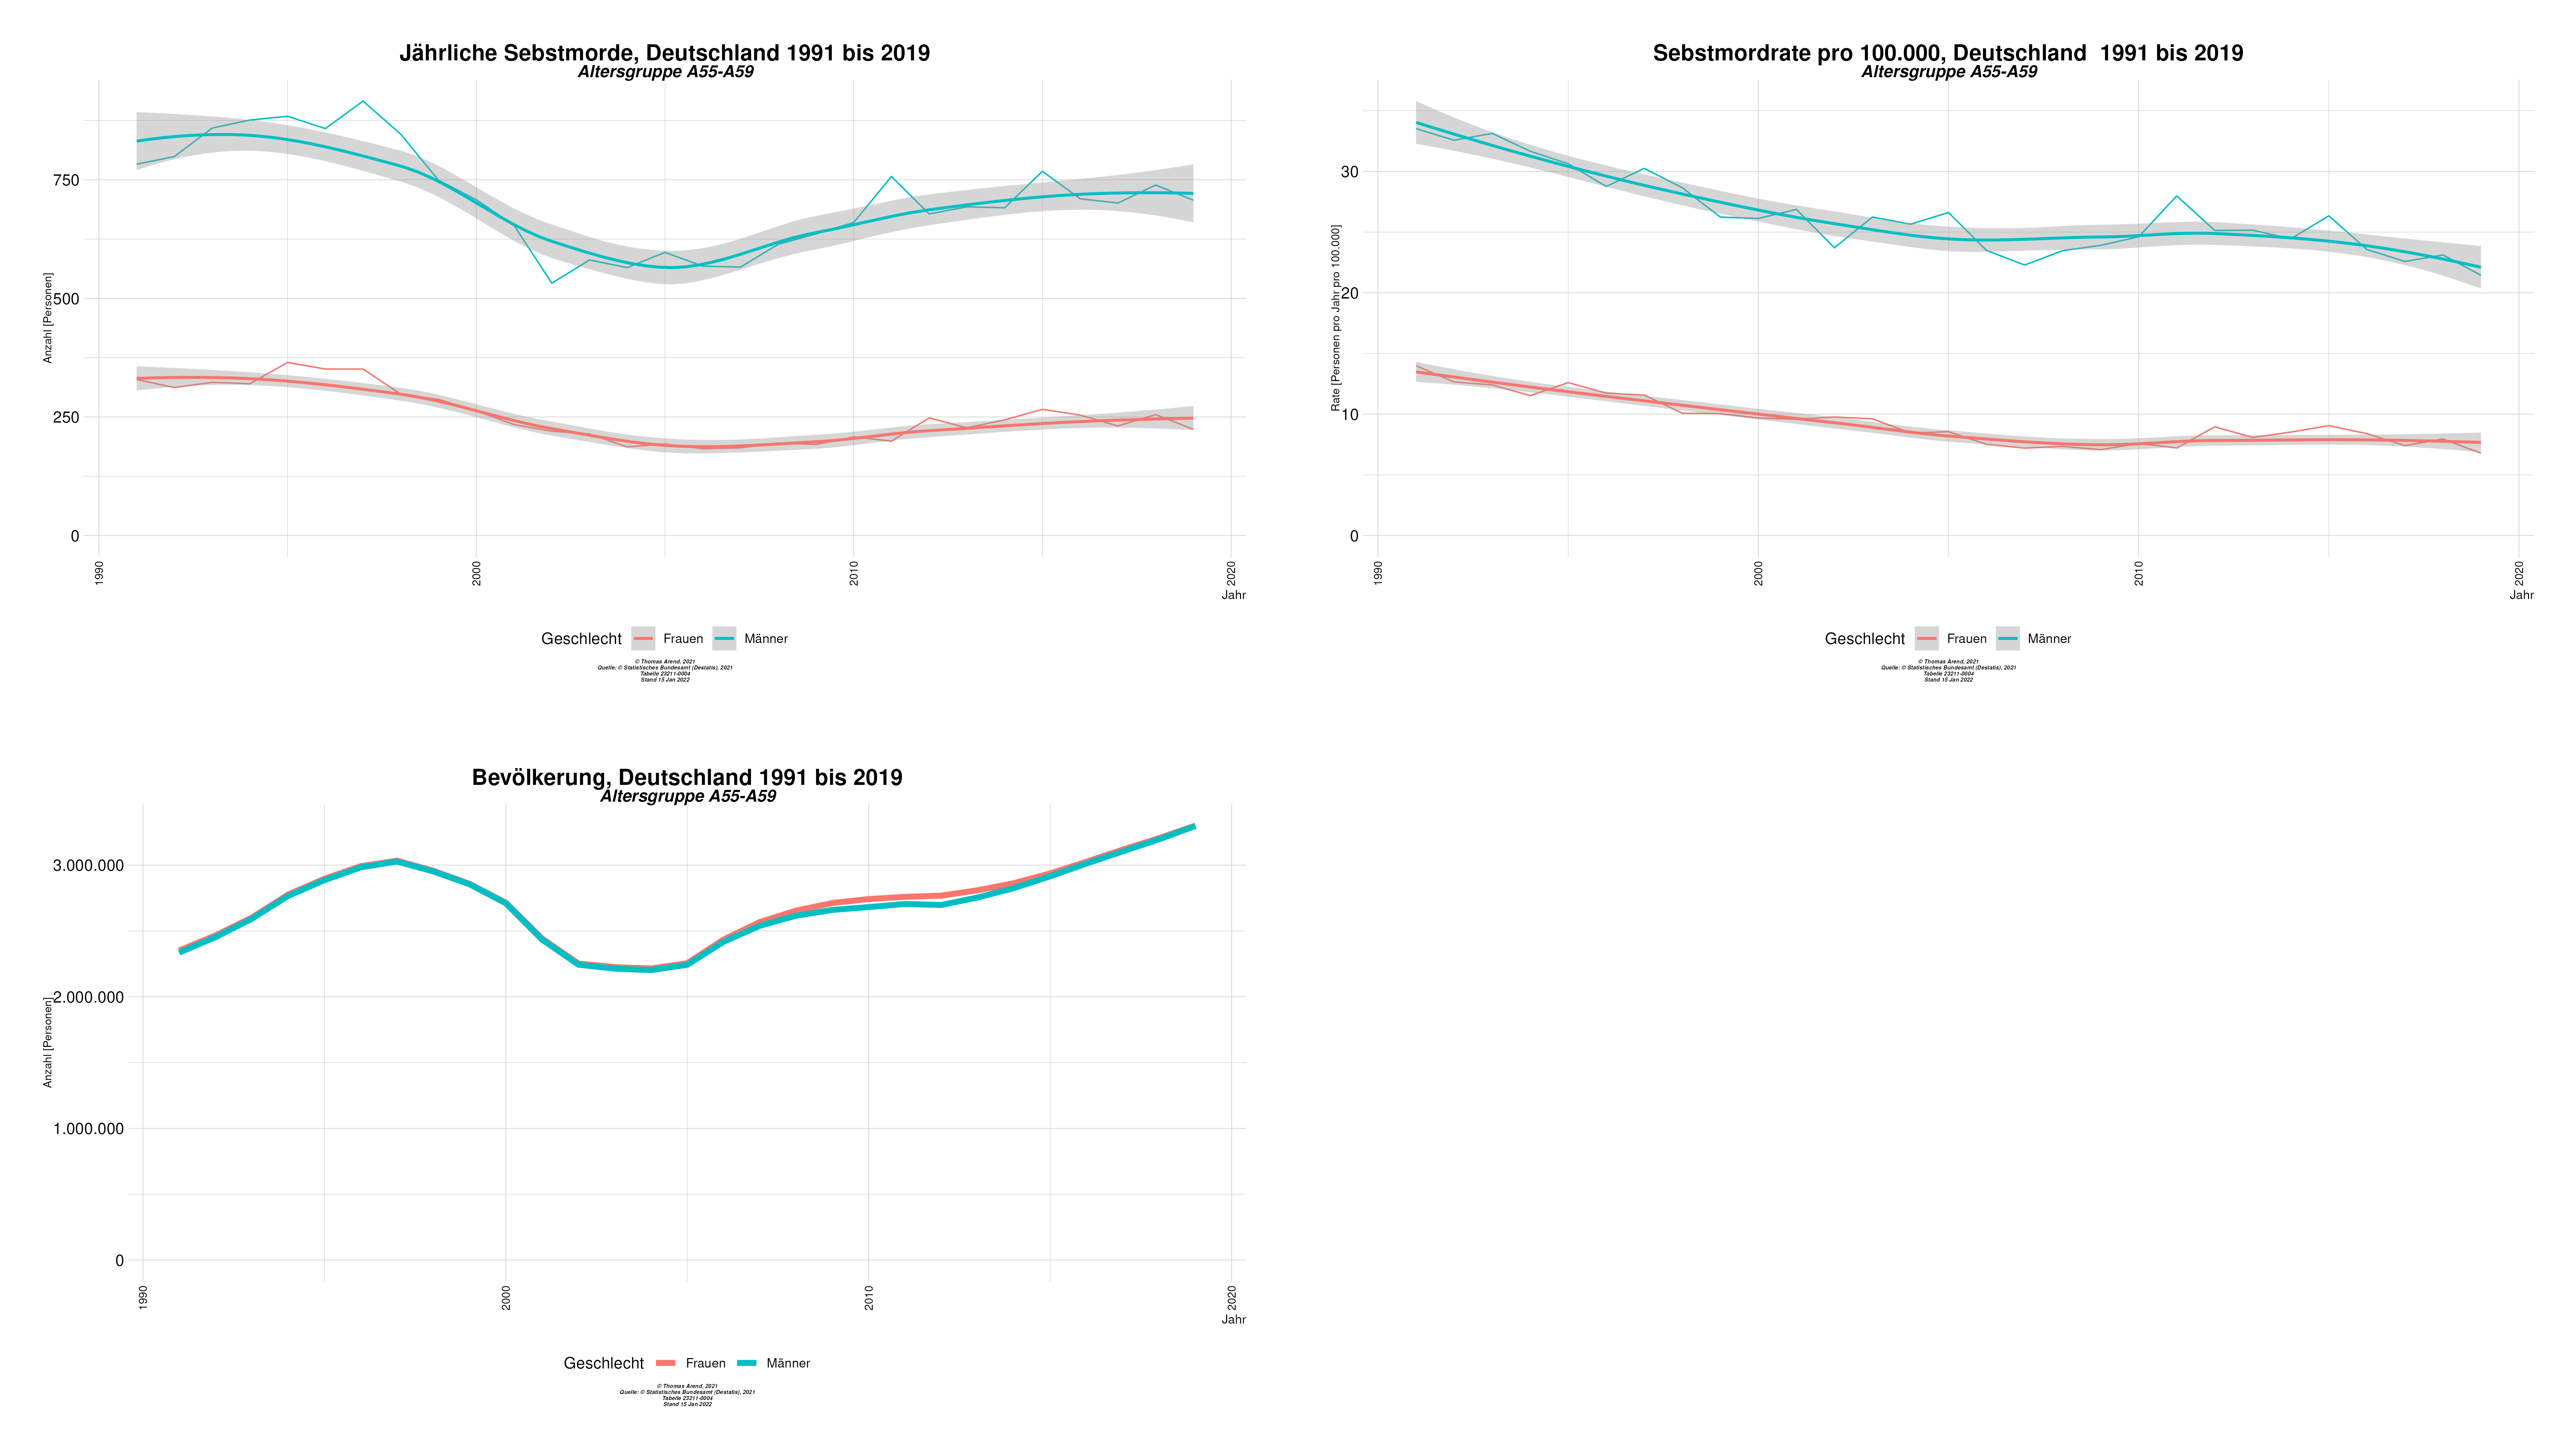 Jährliche Sebstmorde, Deutschland 1991 bis 2019
Altersgruppe A55-A59
Anzahl [Personen]
750
500
250
0
1990
2000
2010
2020
Jahr
Geschlecht Frauen Männer
© Thomas Arend, 2021
Quelle: © Statistisches Bundesamt (Destatis), 2021
Tabelle 23211-0004
Stand 15 Jan 2022
Sebstmordrate pro 100.000, Deutschland  1991 bis 2019
Altersgruppe A55-A59
Rate [Personen pro Jahr pro 100.000]
30
20
10
0
1990
2000
2010
2020
Jahr
Geschlecht Frauen Männer
© Thomas Arend, 2021
Quelle: © Statistisches Bundesamt (Destatis), 2021
Tabelle 23211-0004
Stand 15 Jan 2022
Bevölkerung, Deutschland 1991 bis 2019
Altersgruppe A55-A59
Anzahl [Personen]
3.000.000
2.000.000
1.000.000
0
1990
2000
2010
2020
Jahr
Geschlecht Frauen Männer
© Thomas Arend, 2021
Quelle: © Statistisches Bundesamt (Destatis), 2021
Tabelle 23211-0004
Stand 15 Jan 2022